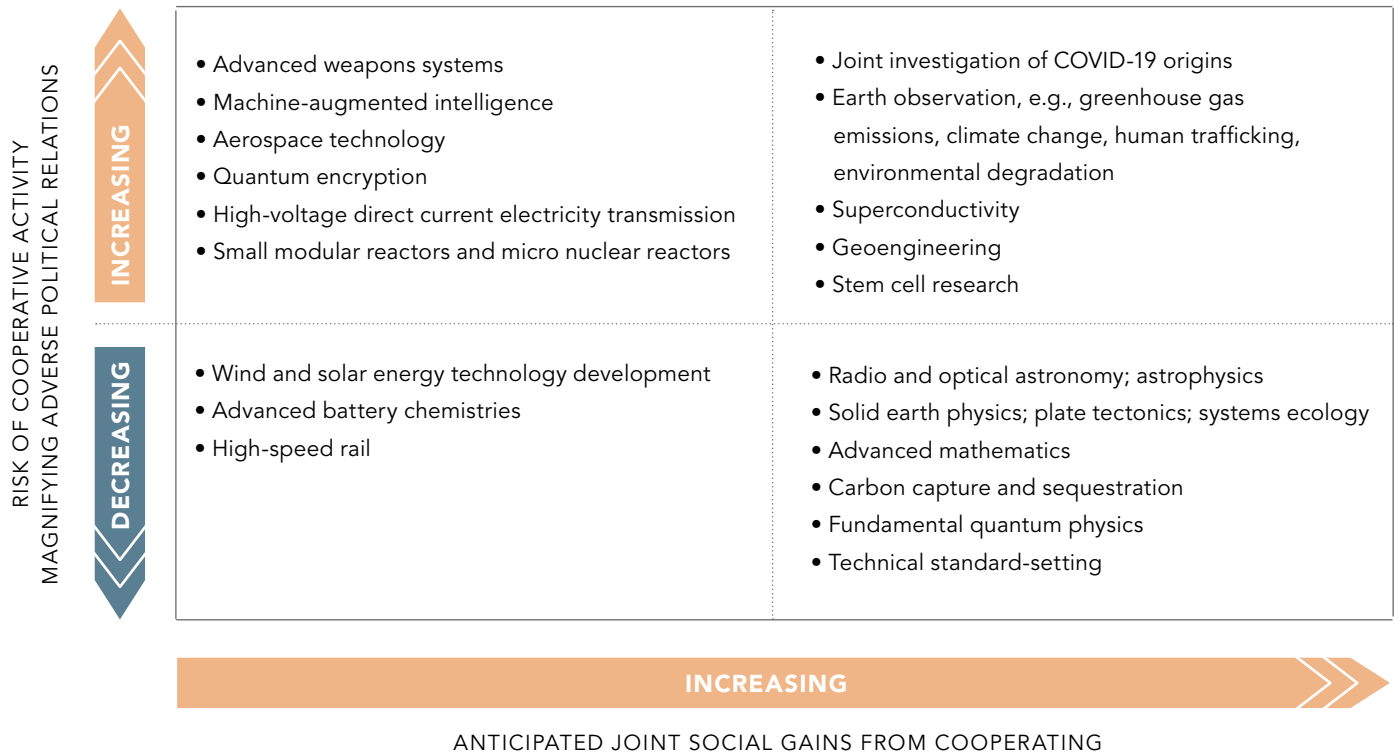 RISK OF COOPERATIVE ACTIVITY
MAGNIFYING ADVERSE POLITICAL RELATIONS
INCREASING
• Advanced weapons systems
• Machine-augmented intelligence
• Aerospace technology
• Quantum encryption
• High-voltage direct current electricity transmission
• Small modular reactors and micro nuclear reactors
• Joint investigation of COVID-19 origins
• Earth observation, e.g., greenhouse gas
emissions, climate change, human trafficking,
environmental degradation
• Superconductivity
• Geoengineering
• Stem cell research
DECREASING
• Wind and solar energy technology development
• Advanced battery chemistries
• High-speed rail
• Radio and optical astronomy; astrophysics
• Solid earth physics; plate tectonics; systems ecology
• Advanced mathematics
• Carbon capture and sequestration
• Fundamental quantum physics
• Technical standard-setting
INCREASING
ANTICIPATED JOINT SOCIAL GAINS FROM COOPERATING